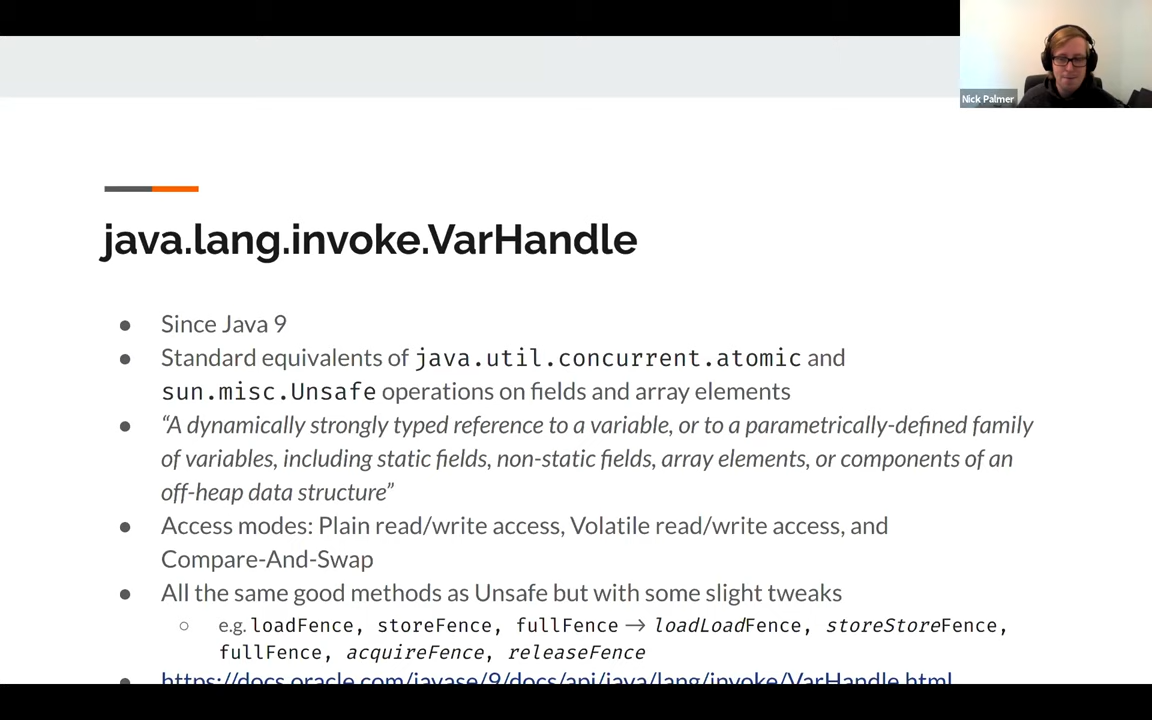 Nick Palmer
java.lang.invoke.VarHandle
● Since Java 9
● Standard equivalents of java.util.concurrent.atomic and
sun.misc.Unsafe operations on fields and array elements
● “A dynamically strongly typed reference to a variable, or to a parametrically-defined family
of variables, including static fields, non-static fields, array elements, or components of an
off-heap data structure”
● Access modes: Plain read/write access, Volatile read/write access, and
Compare-And-Swap
● All the same good methods as Unsafe but with some slight tweaks
○ e.g. loadFence, storeFence, fullFence → loadLoadFence, storeStoreFence,
fullFence, acquireFence, releaseFence
● https://docs.oracle.com/javase/9/docs/api/java/lang/invoke/VarHandle.html